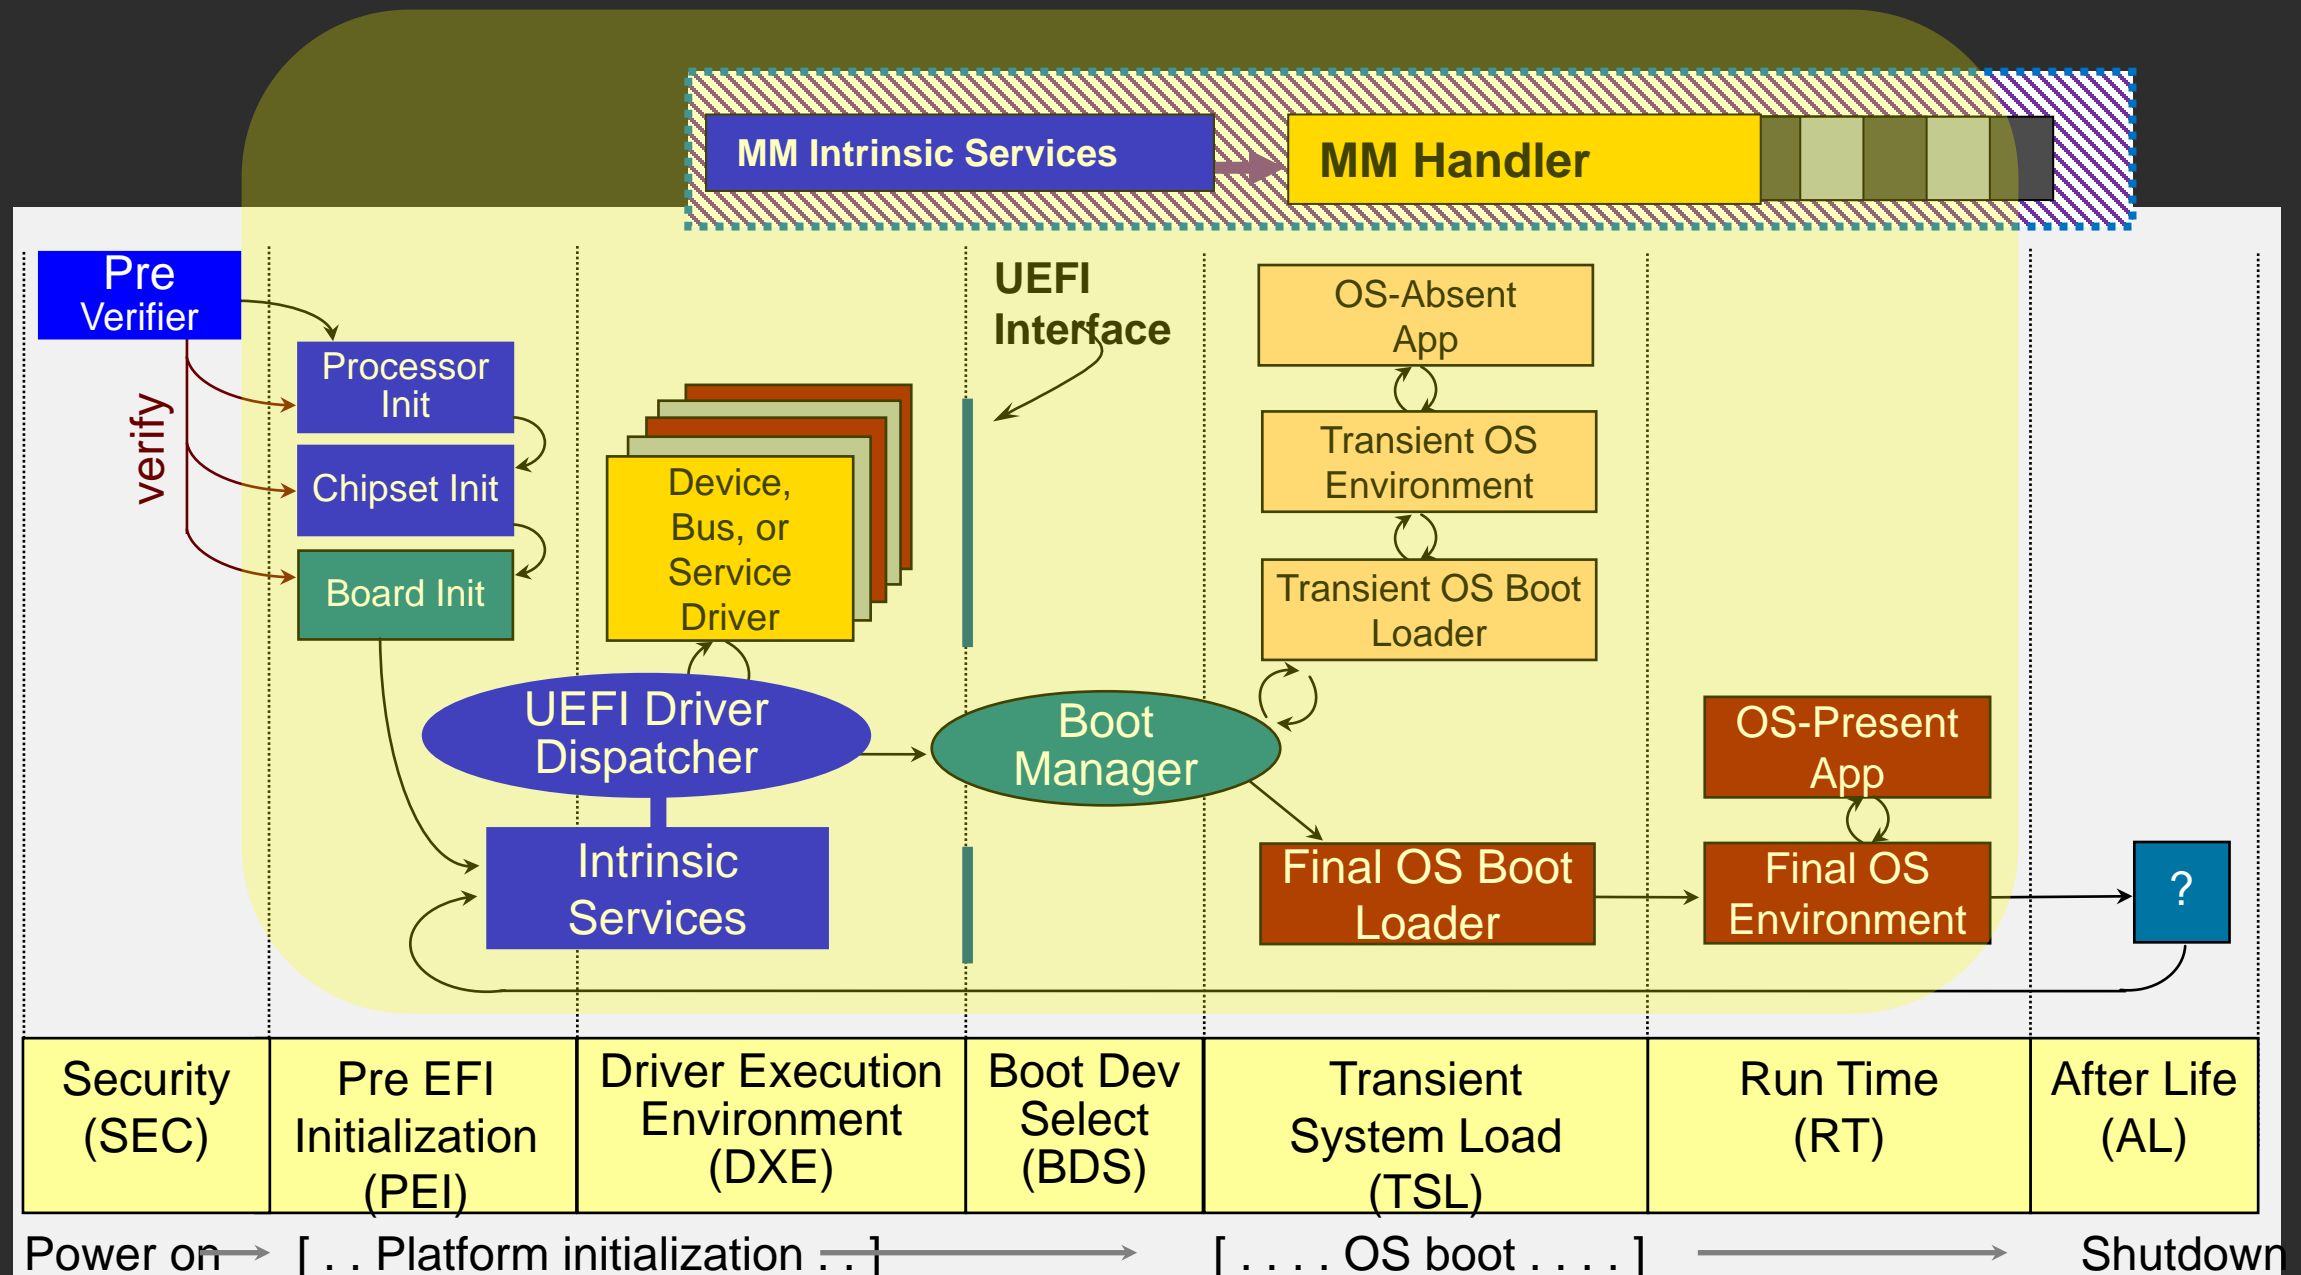 MM Intrinsic Services
MM Handler
Pre
Verifier
verify
Processor
Init
Chipset Init
Board Init
Device,
Bus, or
Service
Driver
UEFI Driver
Dispatcher
Intrinsic
Services
UEFI
Interface
Boot
Manager
OS-Absent
App
Transient OS
Environment
Transient OS Boot
Loader
Final OS Boot
Loader
OS-Present
App
Final OS
Environment
?
Security
(SEC)
Pre EFI
Initialization
(PEI)
Driver Execution
Environment
(DXE)
Boot Dev
Select
(BDS)
Transient
System Load
(TSL)
Run Time
(RT)
After Life
(AL)
Power on
[ . . Platform initialization . . ]
[ . . . . OS boot . . . . ]
Shutdown